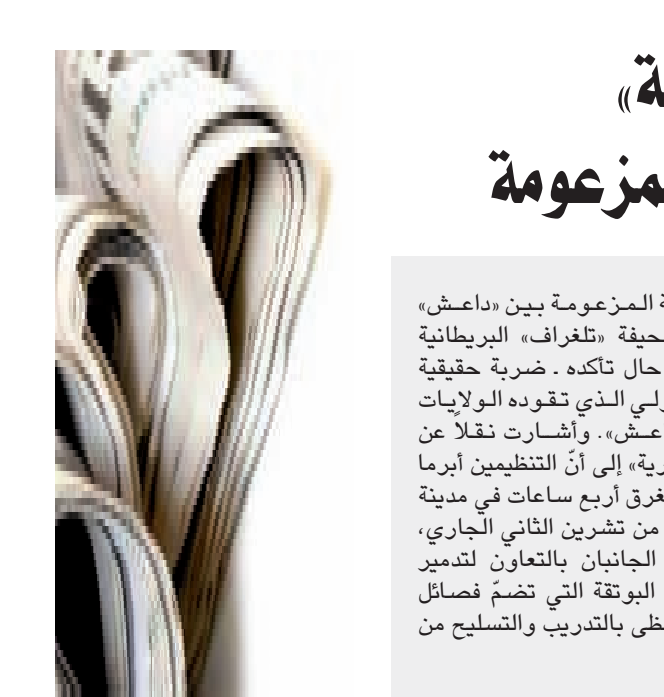 ة»
مزعومة
ة المزعومة بين «داعش»
حيفة «تلغراف» البريطانية
حال تأكده . ضربة حقيقية
ولي الذي تقوده الولايات
عش». وأشارت نقلاً عن
رية» إلى أنّ التنظيمين أبرما
غرق أربع ساعات في مدينة
من تشرين الثاني الجاري،
الجانبان بالتعاون لتدمير
البوتقة التي تضمّ فصائل
ظى بالتدريب والتسليح من